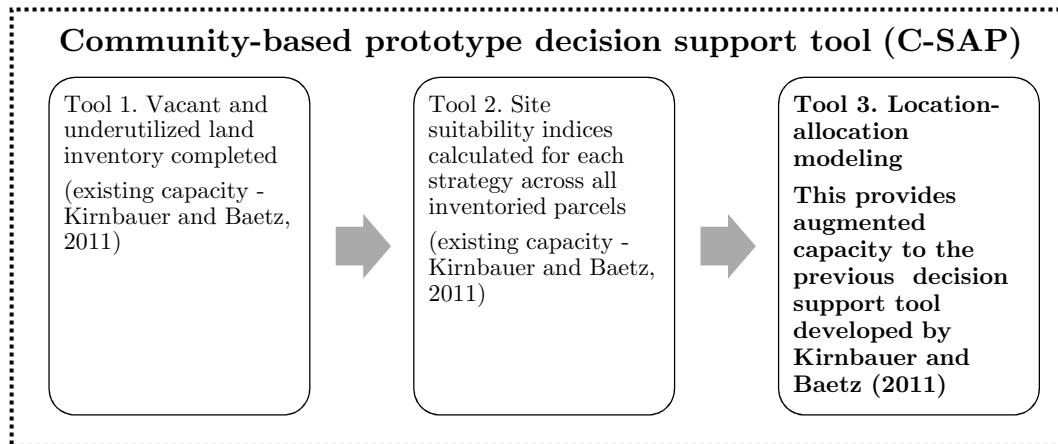 Community-based prototype decision support tool (C-SAP)
Tool 1. Vacant and
underutilized land
inventory completed
(existing capacity -
Kirnbauer and Baetz,
2011)
Tool 2. Site
suitability indices
calculated for each
strategy across all
inventoried parcels
(existing capacity -
Kirnbauer and Baetz,
2011)
Tool 3. Location-
allocation
modeling
This provides
augmented
capacity to the
previous decision
support tool
developed by
Kirnbauer and
Baetz (2011)